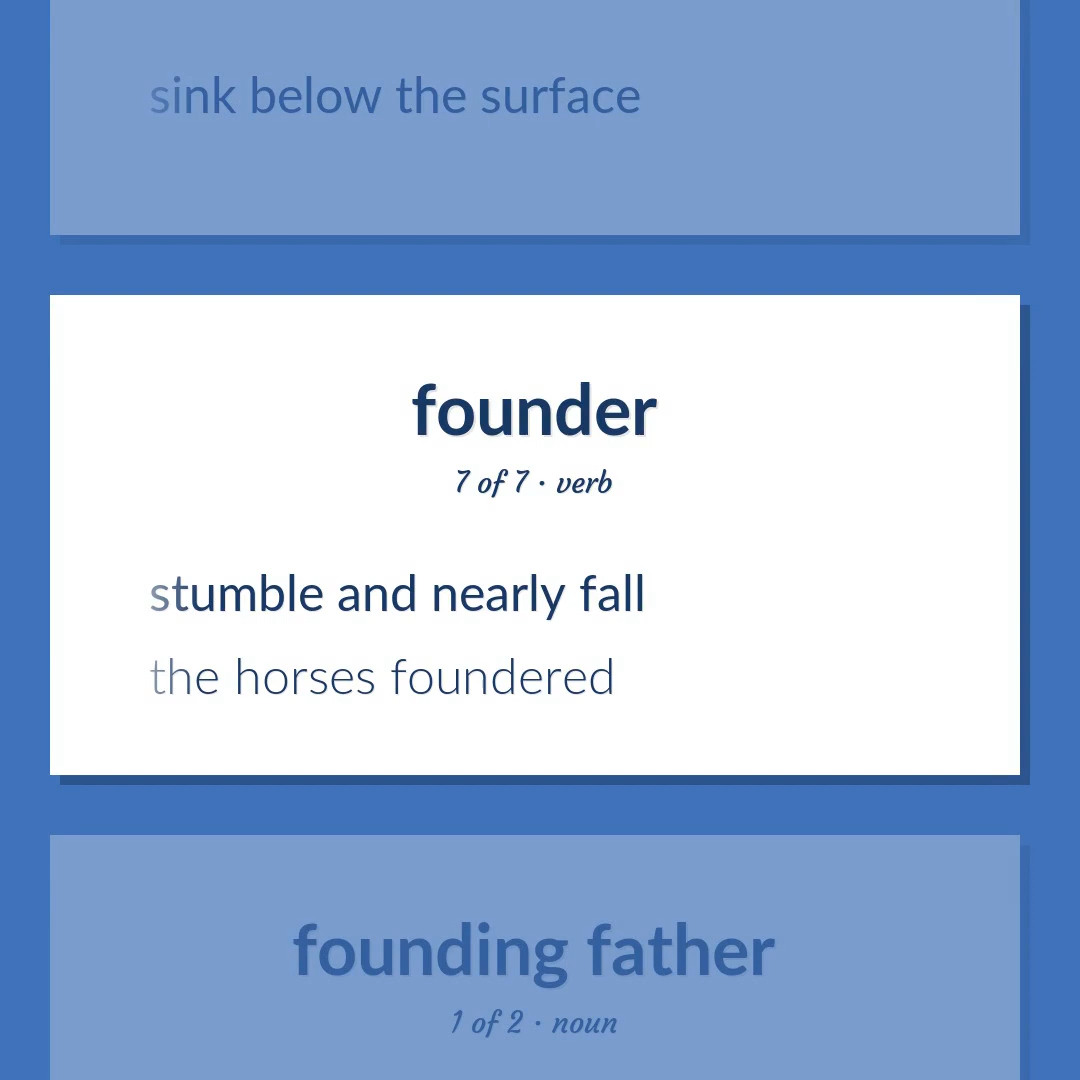 sink below the surface
founder
7 of 7 · verb
stumble and nearly fall
the horses foundered
founding father
1 of 2 · noun